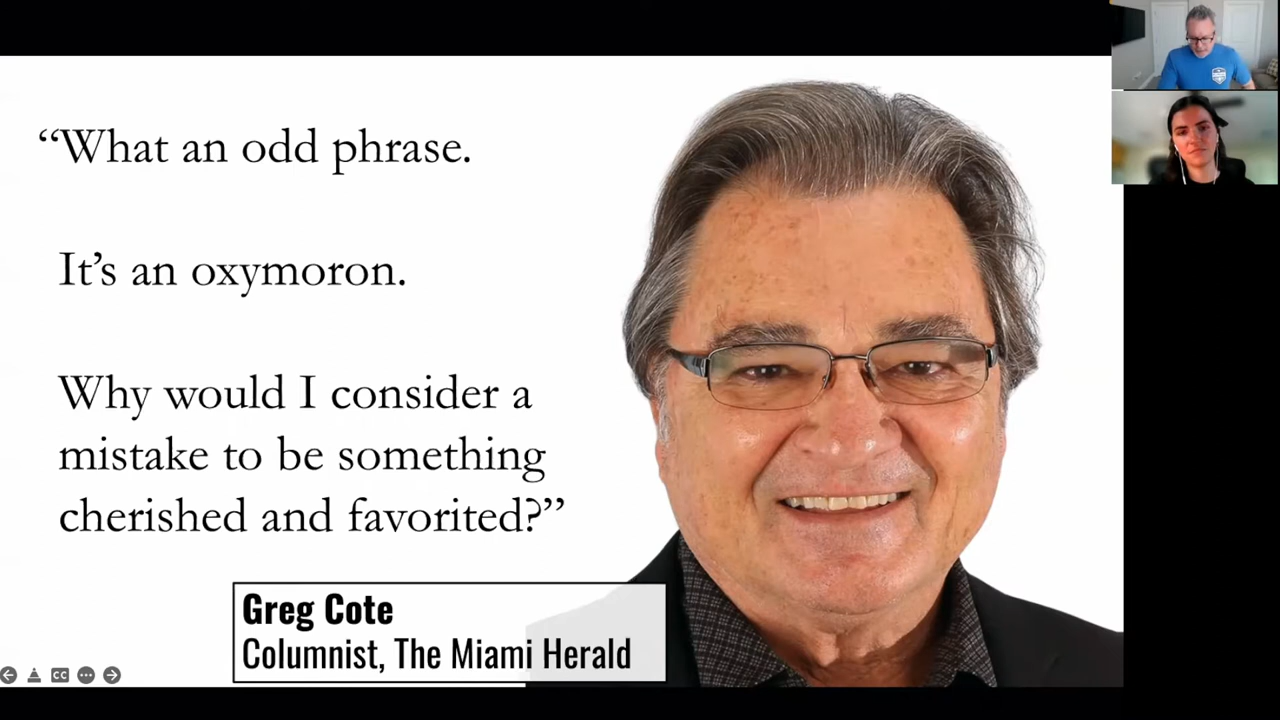 “What an odd phrase.
It’s an oxymoron.
Why would I consider a
mistake to be something
cherished and favorited?”
Greg Cote
Columnist, The Miami Herald
CC